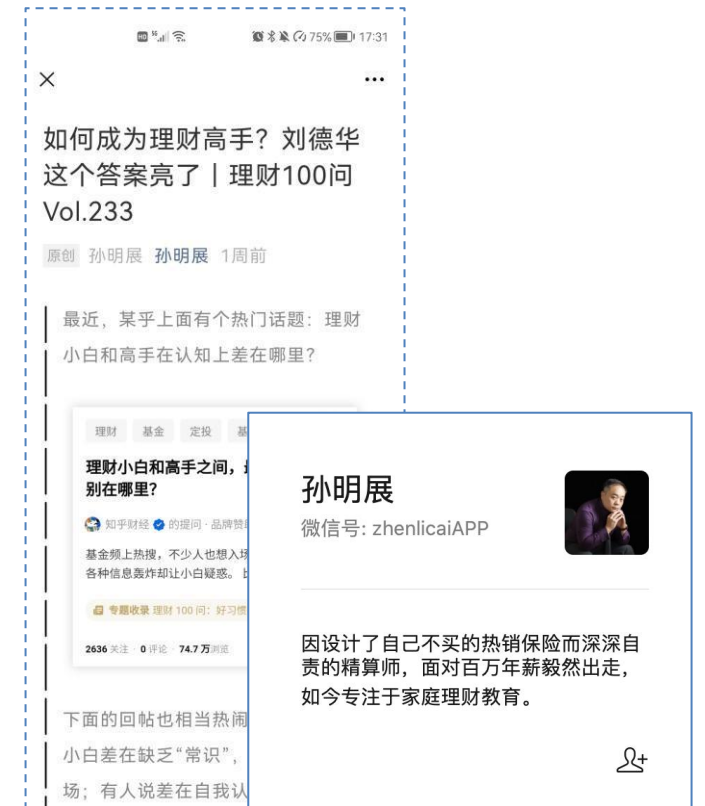 HD 5G 75% 17:31
如何成为理财高手？刘德华
这个答案亮了｜理财100问
Vol.233
原创 孙明展 孙明展 1周前
最近，某乎上面有个热门话题：理财
小白和高手在认知上差在哪里？
理财 基金 定投
理财小白和高手之间，
别在哪里？
知乎财经 的提问 · 品牌赞
基金频上热搜，不少人也想入场
各种信息轰炸却让小白疑惑。
专题收录 理财 100 问：好习惯
2636 关注 · 0 评论 · 74.7 万浏览
下面的回帖也相当热闹
小白差在缺乏“常识”，
场；有人说差在自我认
孙明展
微信号: zhenlicaiAPP
因设计了自己不买的热销保险而深深自
责的精算师，面对百万年薪毅然出走，
如今专注于家庭理财教育。